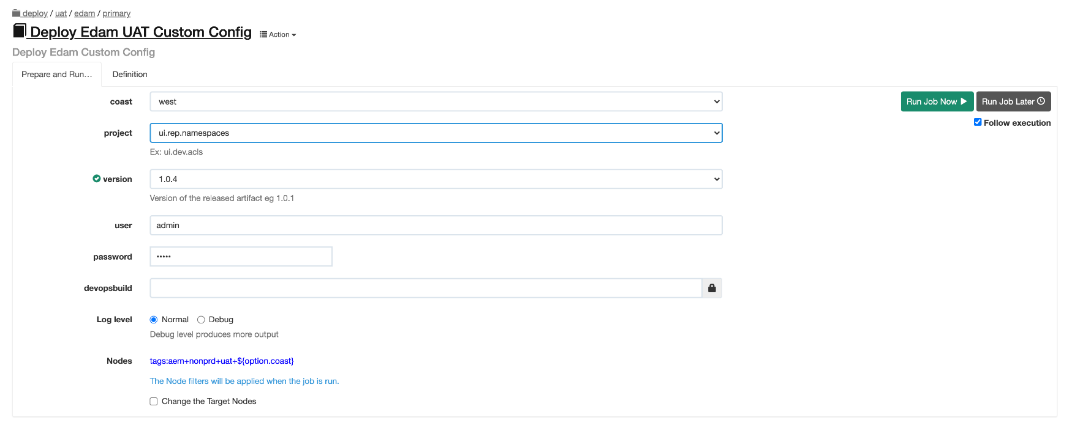 deploy / uat / edam / primary
Deploy Edam UAT Custom Config Action
Deploy Edam Custom Config
Prepare and Run... Definition
coast west Run Job Now Run Job Later
Follow execution
project ui.rep.namespaces
Ex: ui.dev.acls
version 1.0.4
Version of the released artifact eg 1.0.1
user admin
password •••••
devopsbuild
Log level Normal Debug
Debug level produces more output
Nodes tags:aem+nonprd+uat+${option.coast}
The Node filters will be applied when the job is run.
Change the Target Nodes